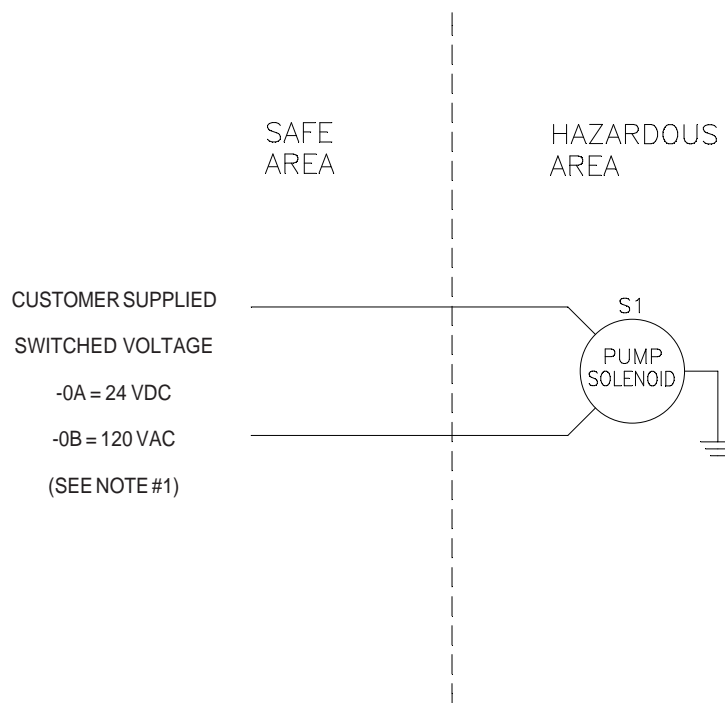 SAFE
AREA
HAZARDOUS
AREA
CUSTOMER SUPPLIED
SWITCHED VOLTAGE
-0A = 24 VDC
-0B = 120 VAC
(SEE NOTE #1)
S1
PUMP
SOLENOID